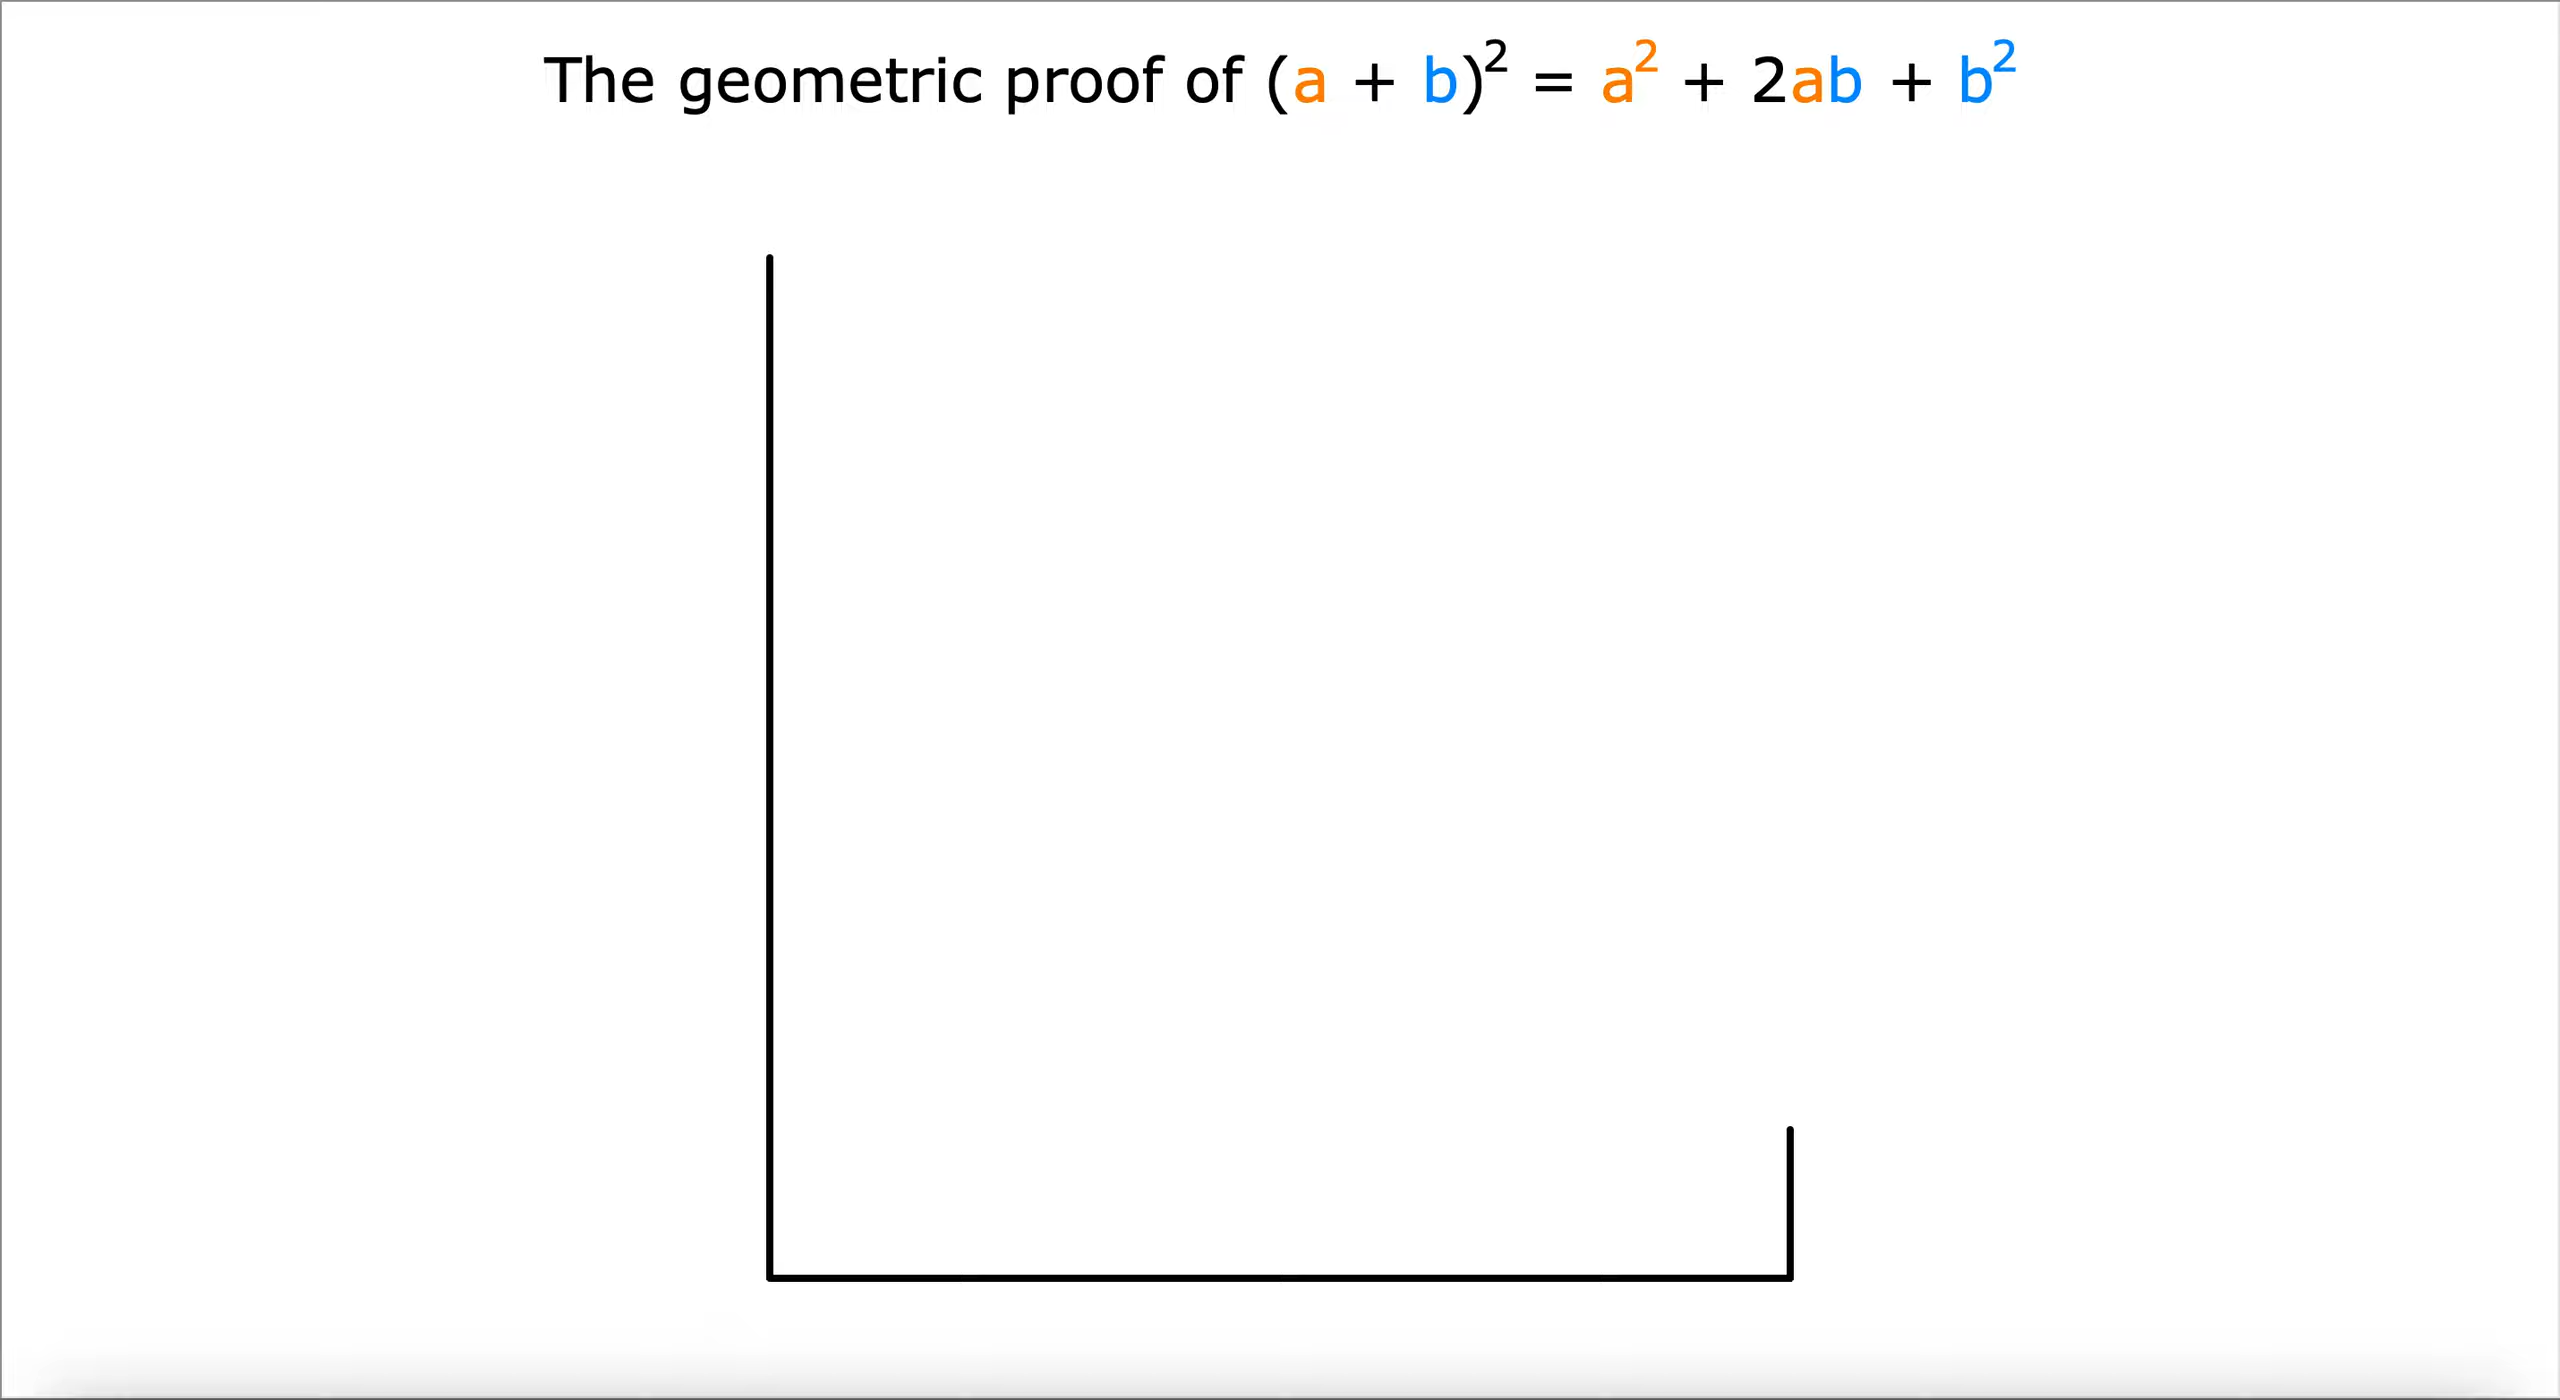 The geometric proof of (a + b)² = a² + 2ab + b²